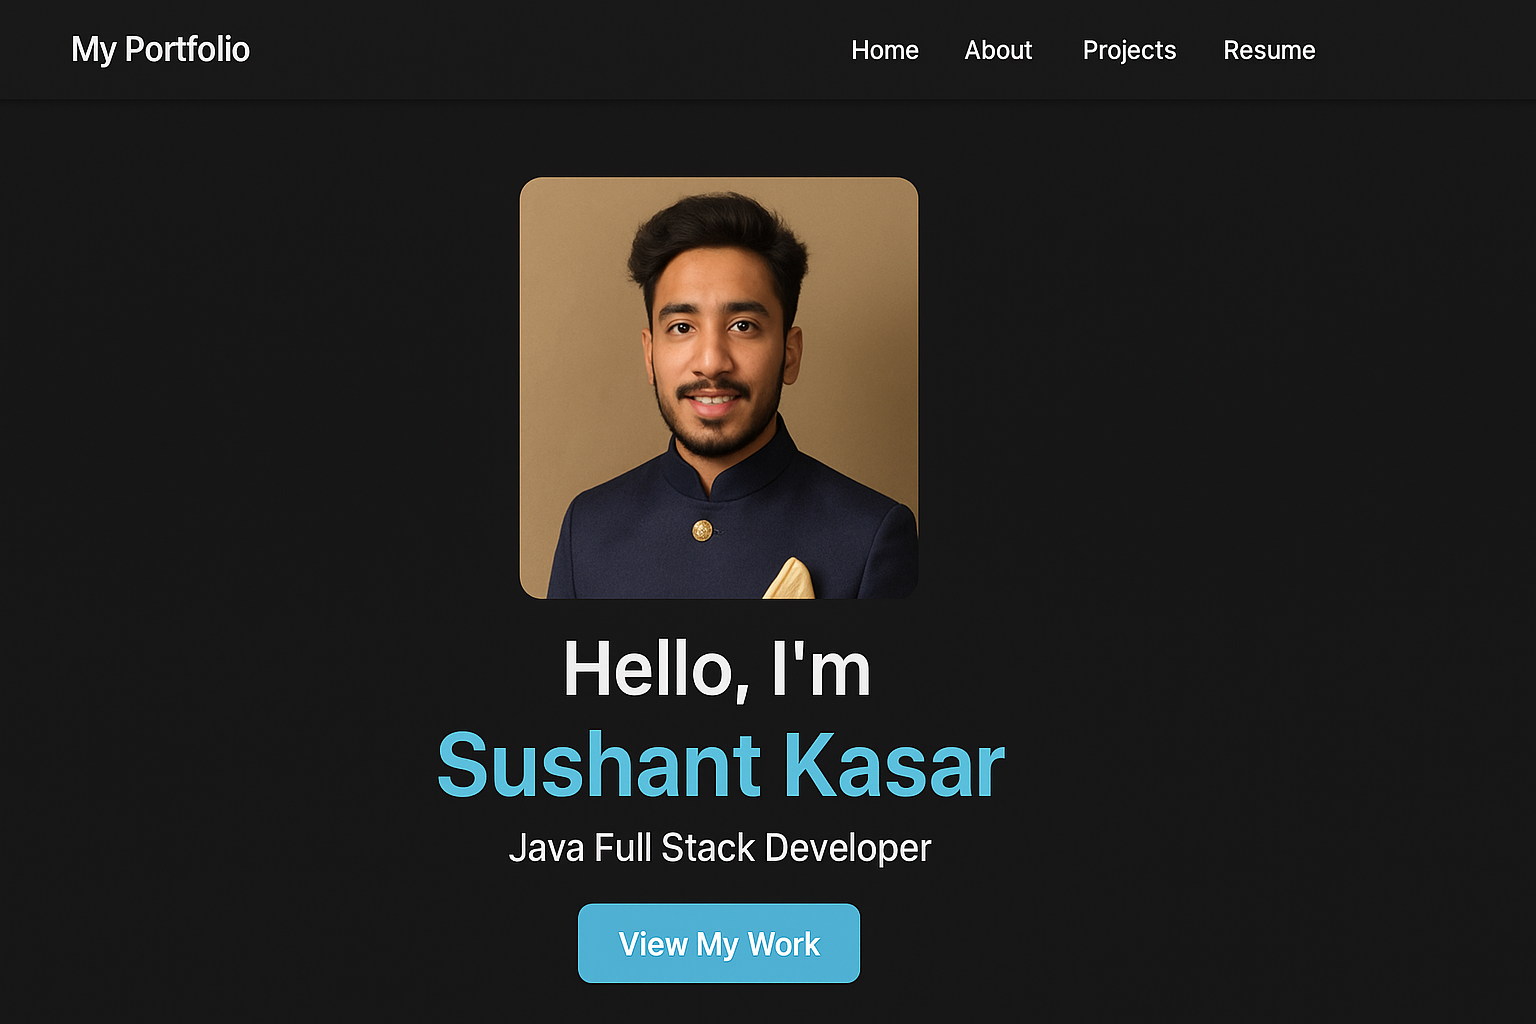 My Portfolio
Home About Projects Resume
Hello, I'm
Sushant Kasar
Java Full Stack Developer
View My Work